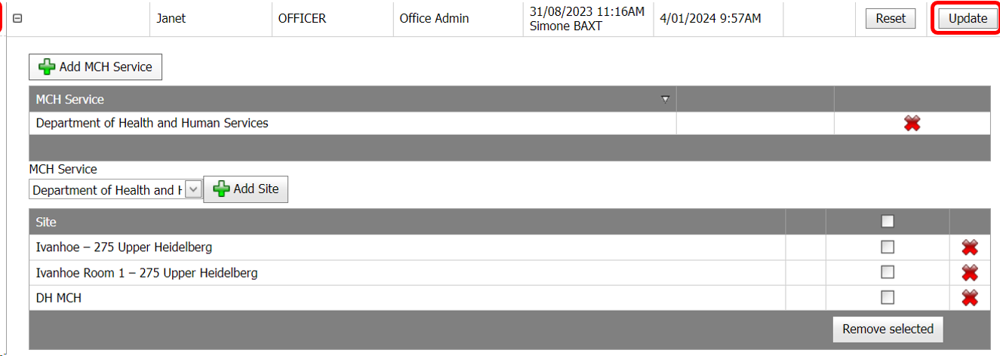 Janet OFFICER Office Admin 31/08/2023 11:16AM Simone BAXT 4/01/2024 9:57AM Reset Update
Add MCH Service
MCH Service
Department of Health and Human Services
MCH Service
Department of Health and H Add Site
Site
Ivanhoe – 275 Upper Heidelberg
Ivanhoe Room 1 – 275 Upper Heidelberg
DH MCH
Remove selected